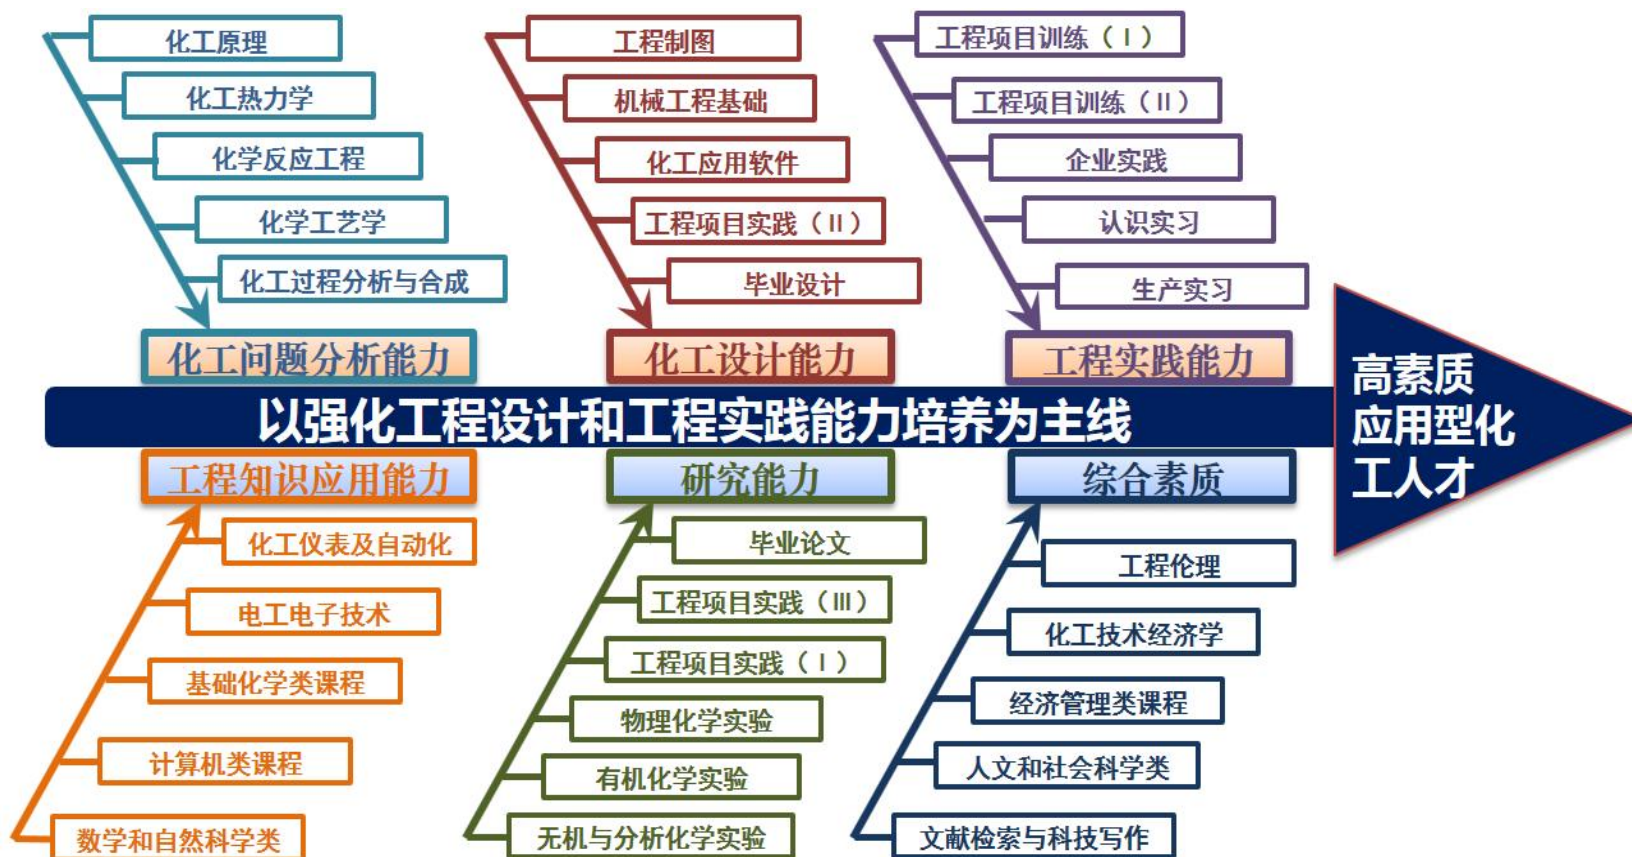 化工原理
化工热力学
化学反应工程
化学工艺学
化工过程分析与合成
化工问题分析能力
工程制图
机械工程基础
化工应用软件
工程项目实践（Ⅱ）
毕业设计
化工设计能力
工程项目训练（Ⅰ）
工程项目训练（Ⅱ）
企业实践
认识实习
生产实习
工程实践能力
以强化工程设计和工程实践能力培养为主线
高素质
应用型化
工人才
工程知识应用能力
化工仪表及自动化
电工电子技术
基础化学类课程
计算机类课程
数学和自然科学类
研究能力
毕业论文
工程项目实践（Ⅲ）
工程项目实践（Ⅰ）
物理化学实验
有机化学实验
无机与分析化学实验
综合素质
工程伦理
化工技术经济学
经济管理类课程
人文和社会科学类
文献检索与科技写作